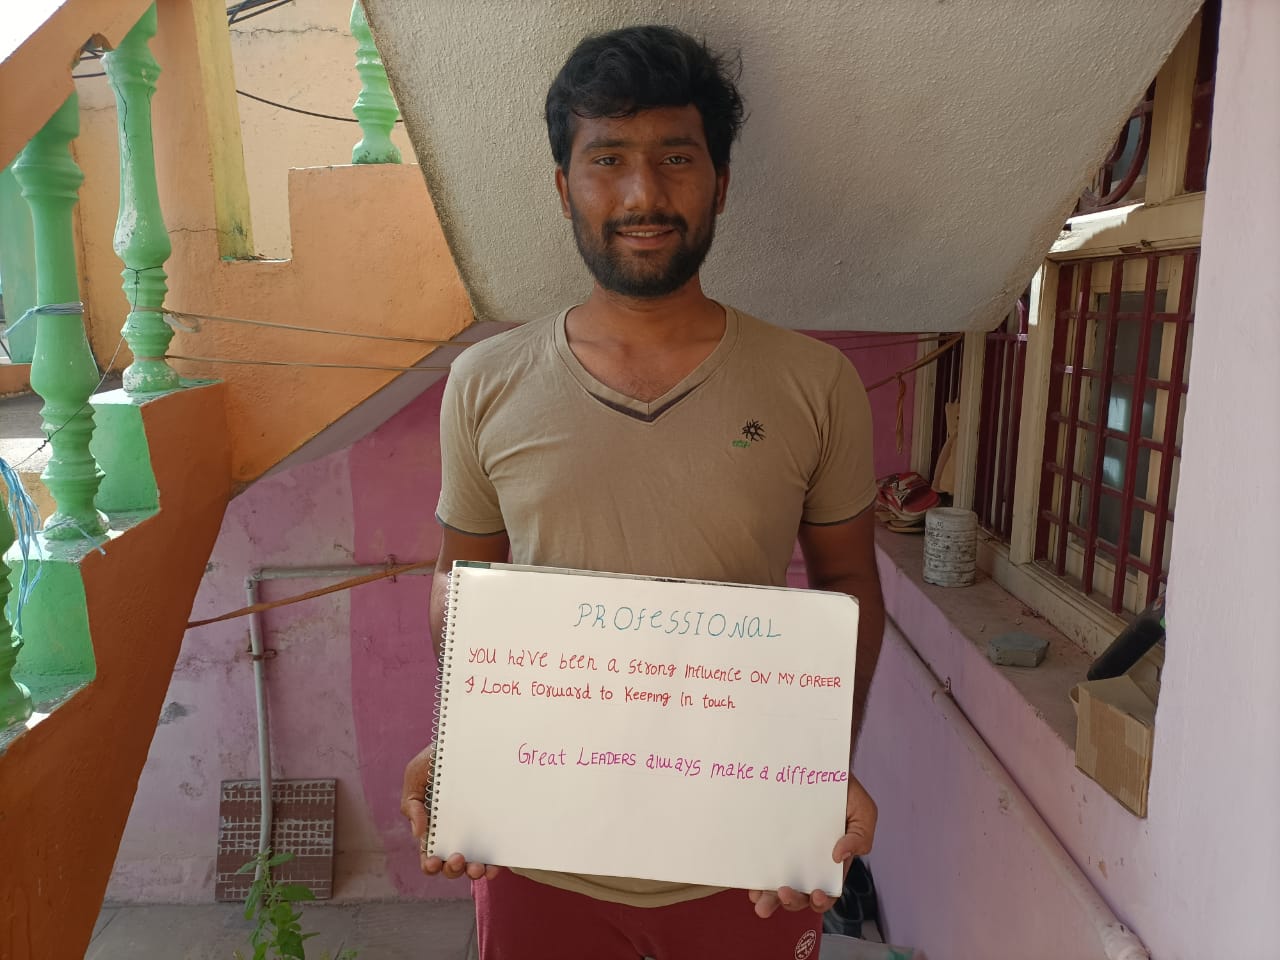 PROfESSIONAL
YOU hAVe been a strong Influence ON MY CAREER
I LOOK forward to Keeping In touch
Great LEADERS always make a difference